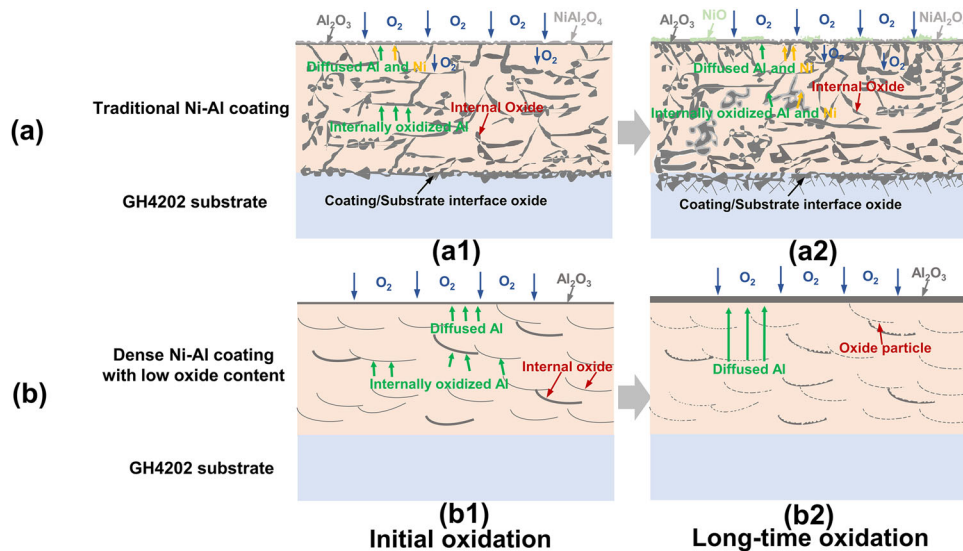 Al₂O₃ O₂ O₂ O₂ O₂ NiAl₂O₄
Diffused Al and Ni
O₂
O₂
Internal Oxide
Internally oxidized Al
Coating/Substrate interface oxide
(a1)
Al₂O₃ NiO O₂ O₂ O₂ O₂ NiAl₂O₄
Diffused Al and Ni
O₂
O₂
Internal Oxide
Internally oxidized Al and Ni
Coating/Substrate interface oxide
(a2)
Traditional Ni-Al coating
(a)
GH4202 substrate
O₂ O₂ O₂ Al₂O₃
Diffused Al
Internal oxide
Internally oxidized Al
(b1)
Initial oxidation
O₂ O₂ O₂ Al₂O₃
Oxide particle
Diffused Al
(b2)
Long-time oxidation
Dense Ni-Al coating
with low oxide content
(b)
GH4202 substrate